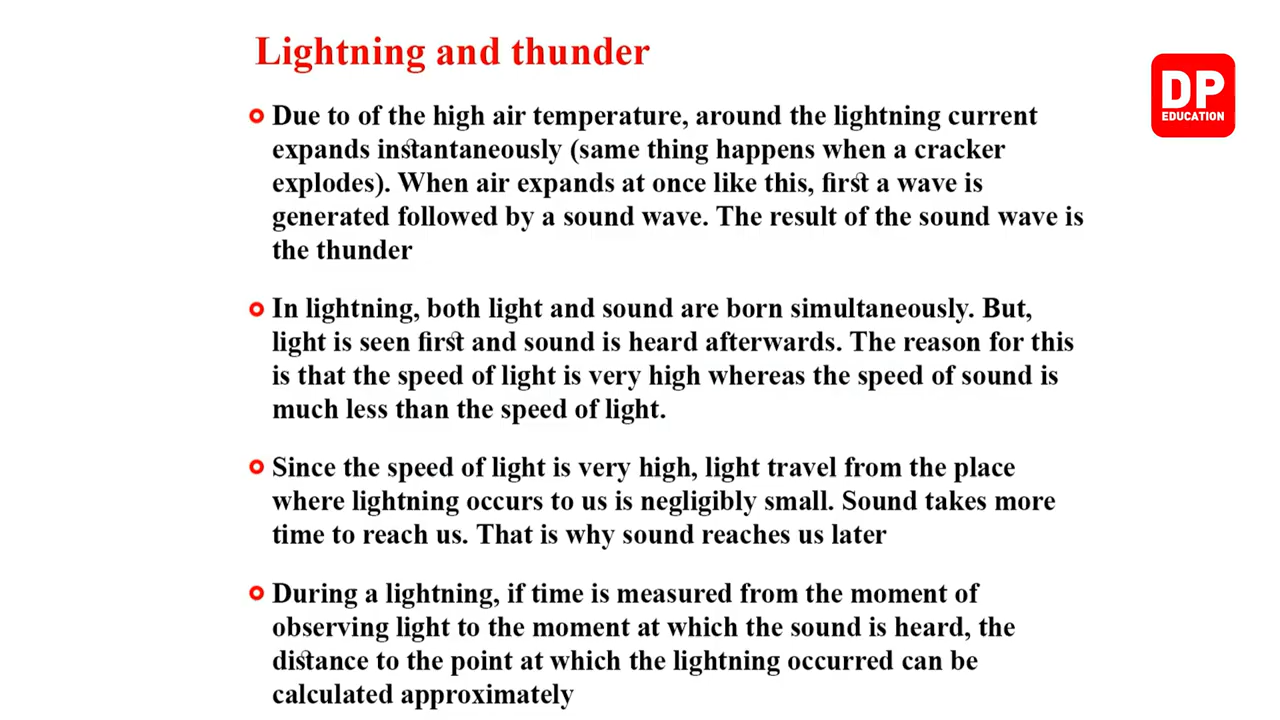 Lightning and thunder
DP
EDUCATION
Due to of the high air temperature, around the lightning current
expands instantaneously (same thing happens when a cracker
explodes). When air expands at once like this, first a wave is
generated followed by a sound wave. The result of the sound wave is
the thunder
In lightning, both light and sound are born simultaneously. But,
light is seen first and sound is heard afterwards. The reason for this
is that the speed of light is very high whereas the speed of sound is
much less than the speed of light.
Since the speed of light is very high, light travel from the place
where lightning occurs to us is negligibly small. Sound takes more
time to reach us. That is why sound reaches us later
During a lightning, if time is measured from the moment of
observing light to the moment at which the sound is heard, the
distance to the point at which the lightning occurred can be
calculated approximately